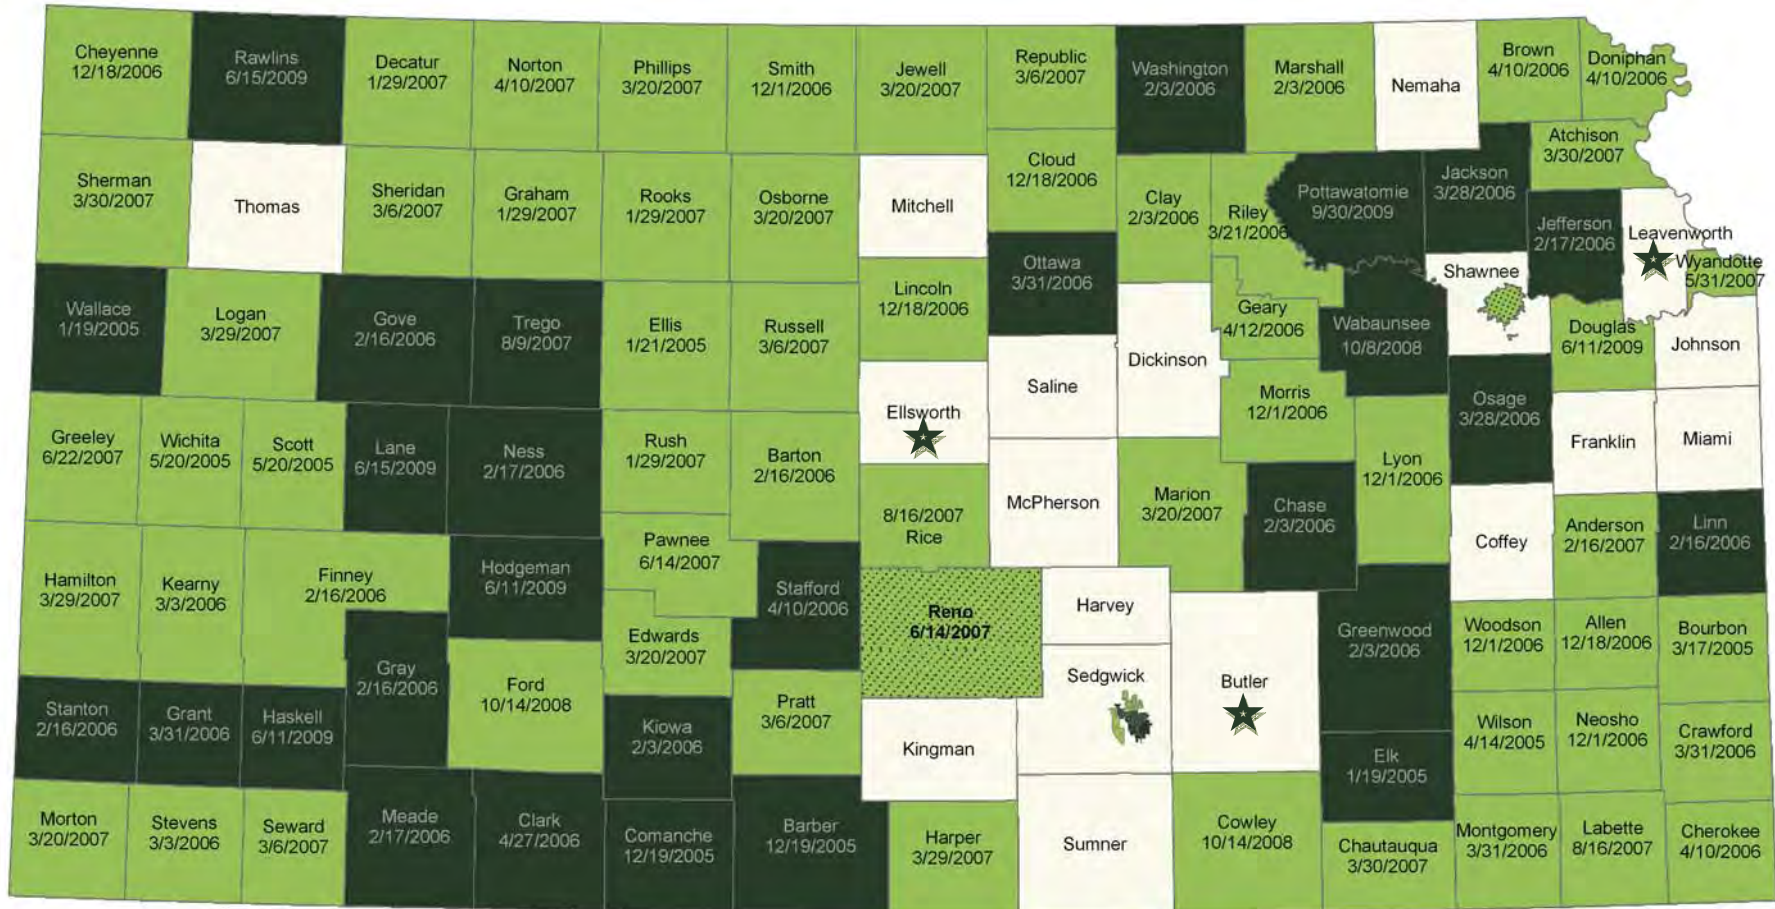 Cheyenne
12/18/2006
Rawlins
6/15/2009
Decatur
1/29/2007
Norton
4/10/2007
Phillips
3/20/2007
Smith
12/1/2006
Jewell
3/20/2007
Republic
3/6/2007
Washington
2/3/2006
Marshall
2/3/2006
Nemaha
Brown
4/10/2006
Doniphan
4/10/2006
Sherman
3/30/2007
Thomas
Sheridan
3/6/2007
Graham
1/29/2007
Rooks
1/29/2007
Osborne
3/20/2007
Mitchell
Cloud
12/18/2006
Clay
2/3/2006
Riley
3/21/2006
Pottawatomie
9/30/2009
Jackson
3/28/2006
Atchison
3/30/2007
Jefferson
2/17/2006
Leavenworth
Wyandotte
5/31/2007
Wallace
1/19/2005
Logan
3/29/2007
Gove
2/16/2006
Trego
8/9/2007
Ellis
1/21/2005
Russell
3/6/2007
Lincoln
12/18/2006
Ottawa
3/31/2006
Dickinson
Geary
4/12/2006
Wabaunsee
10/8/2008
Shawnee
Douglas
6/11/2009
Johnson
Greeley
6/22/2007
Wichita
5/20/2005
Scott
5/20/2005
Lane
6/15/2009
Ness
2/17/2006
Rush
1/29/2007
Barton
2/16/2006
Ellsworth
Saline
McPherson
Marion
3/20/2007
Morris
12/1/2006
Chase
2/3/2006
Lyon
12/1/2006
Osage
3/28/2006
Franklin
Miami
8/16/2007
Rice
Coffey
Anderson
2/16/2007
Linn
2/16/2006
Hamilton
3/29/2007
Kearny
3/3/2006
Finney
2/16/2006
Hodgeman
6/11/2009
Pawnee
6/14/2007
Stafford
4/10/2006
Reno
6/14/2007
Harvey
Edwards
3/20/2007
Gray
2/16/2006
Ford
10/14/2008
Kiowa
2/3/2006
Pratt
3/6/2007
Kingman
Sedgwick
Butler
Greenwood
2/3/2006
Woodson
12/1/2006
Allen
12/18/2006
Bourbon
3/17/2005
Stanton
2/16/2006
Grant
3/31/2006
Haskell
6/11/2009
Elk
1/19/2005
Wilson
4/14/2005
Neosho
12/1/2006
Crawford
3/31/2006
Morton
3/20/2007
Stevens
3/3/2006
Seward
3/6/2007
Meade
2/17/2006
Clark
4/27/2006
Comanche
12/19/2005
Barber
12/19/2005
Harper
3/29/2007
Sumner
Cowley
10/14/2008
Chautauqua
3/30/2007
Montgomery
3/31/2006
Labette
8/16/2007
Cherokee
4/10/2006